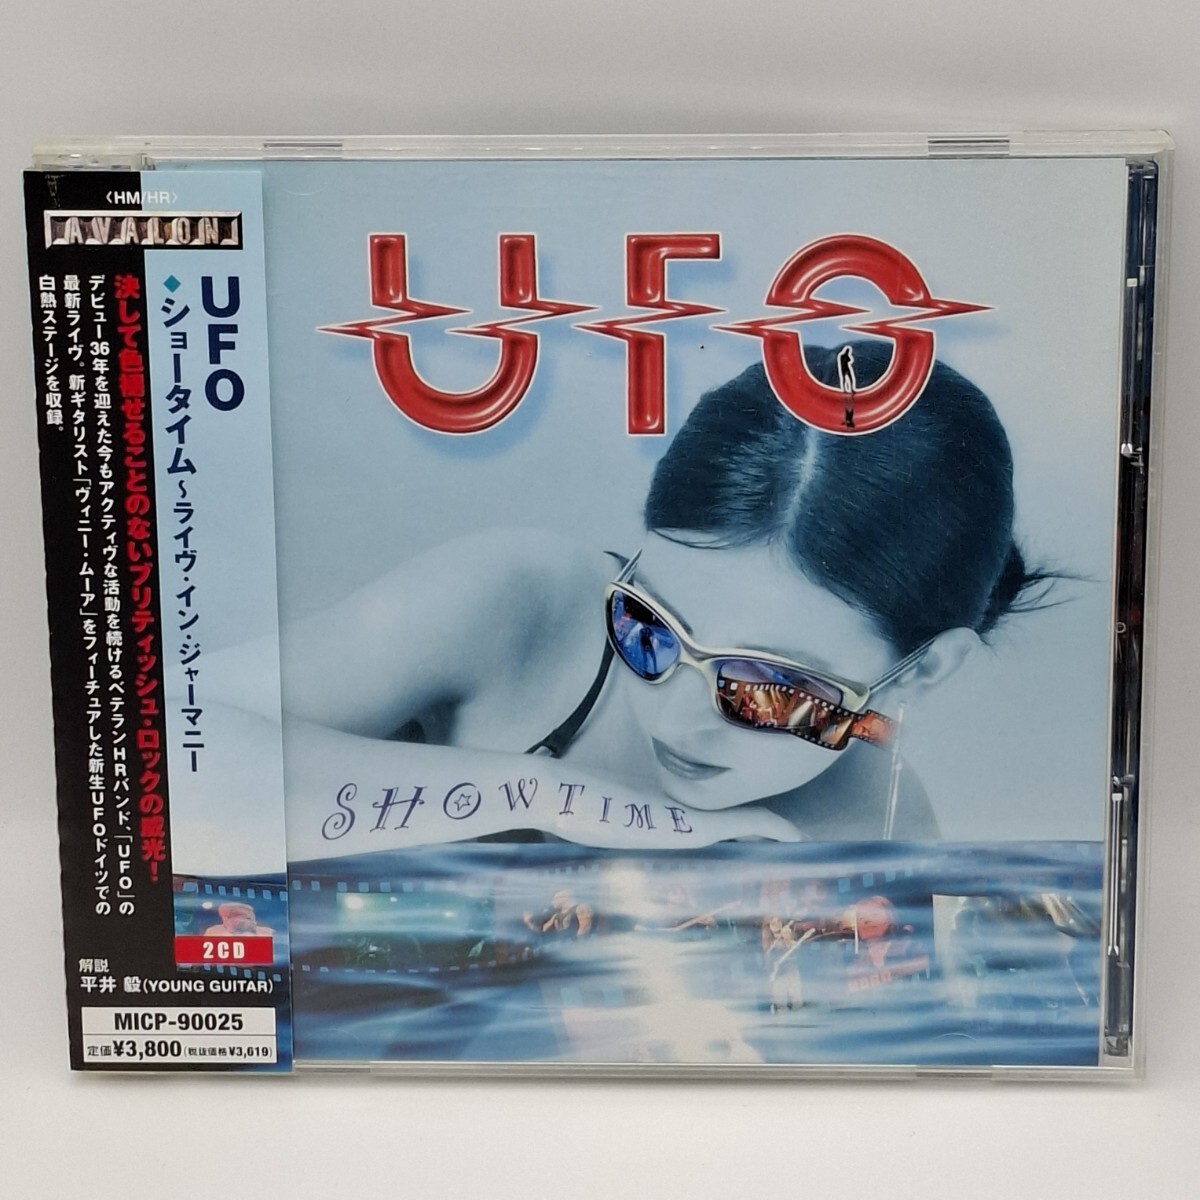 〈HM/HR〉
AVALON
UFO
◆ショータイム～ライヴ・イン・ジャーマニー
決して色褪せることのないブリティッシュ・ロックの威光！
デビュー36年を迎えた今もアクティヴな活動を続けるベテランHRバンド、「UFO」の
最新ライヴ。新ギタリスト「ヴィニー・ムーア」をフィーチュアした新生UFOドイツでの
白熱ステージを収録。
2CD
解説
平井 毅(YOUNG GUITAR)
MICP-90025
定価¥3,800(税抜価格¥3,619)
UFO
SHOWTIME